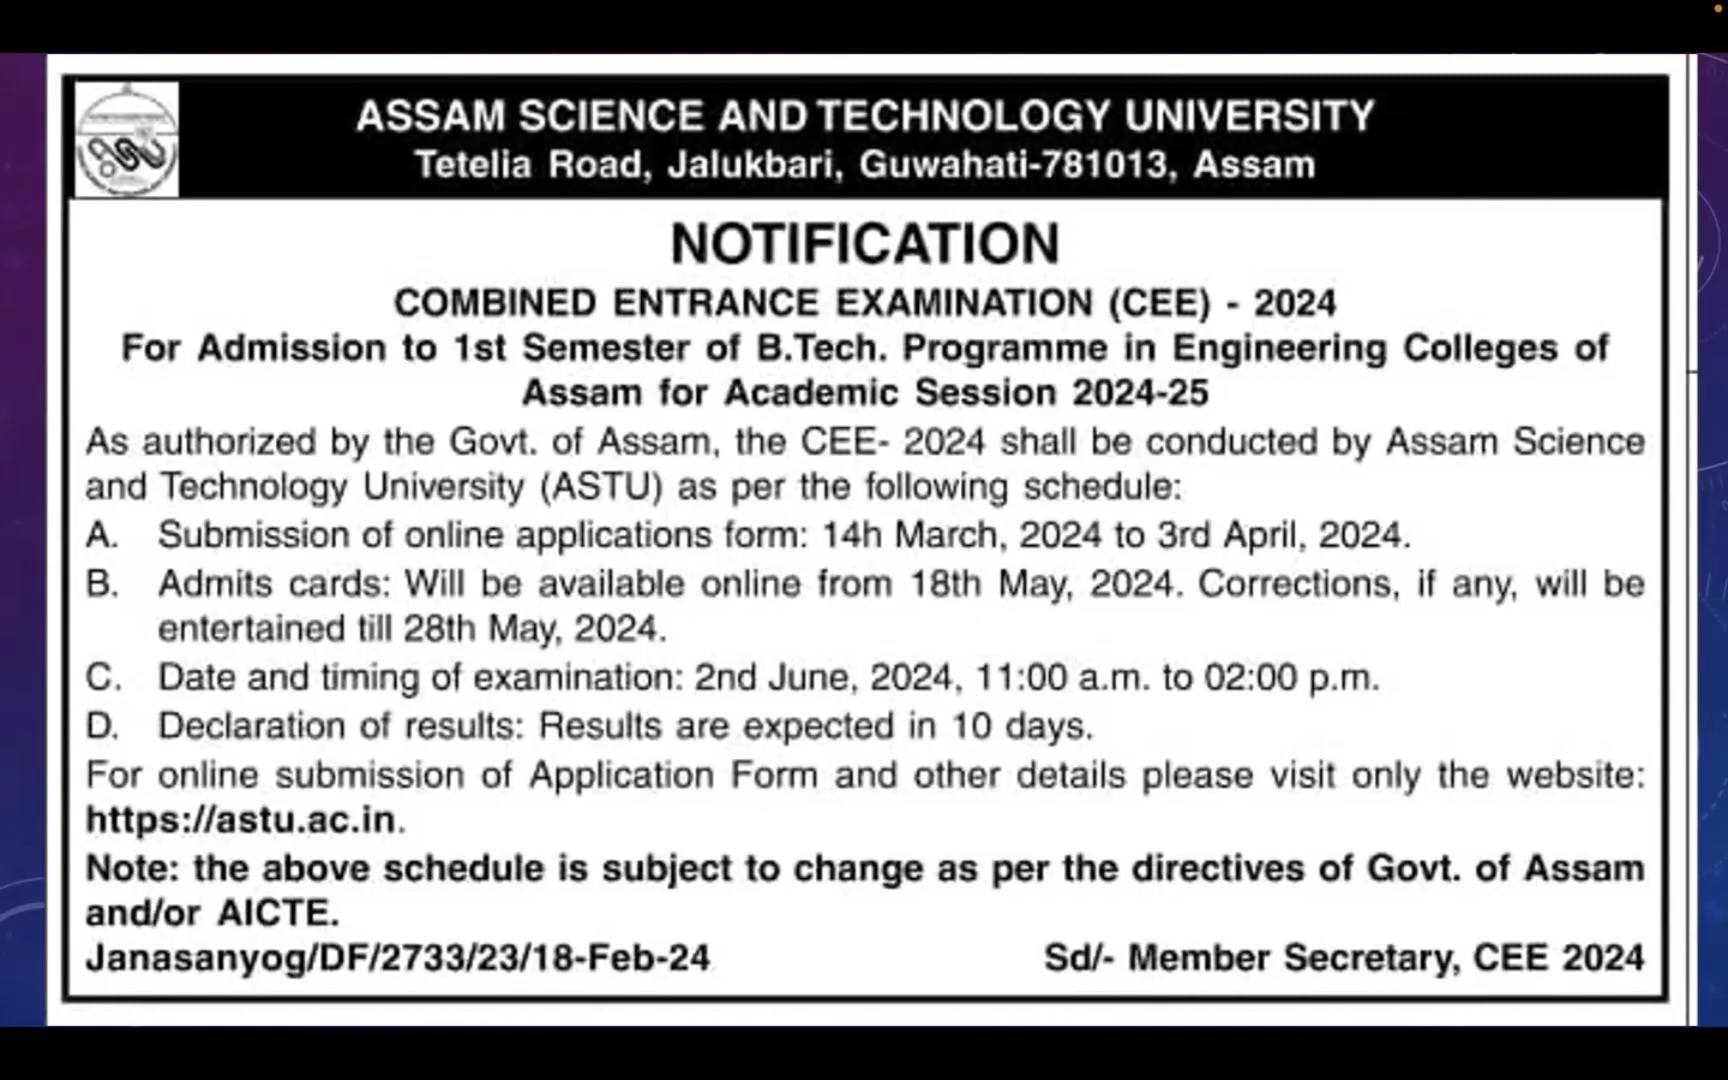 ASSAM SCIENCE AND TECHNOLOGY UNIVERSITY
Tetelia Road, Jalukbari, Guwahati-781013, Assam
NOTIFICATION
COMBINED ENTRANCE EXAMINATION (CEE) - 2024
For Admission to 1st Semester of B.Tech. Programme in Engineering Colleges of
Assam for Academic Session 2024-25
As authorized by the Govt. of Assam, the CEE- 2024 shall be conducted by Assam Science
and Technology University (ASTU) as per the following schedule:
A. Submission of online applications form: 14h March, 2024 to 3rd April, 2024.
B. Admits cards: Will be available online from 18th May, 2024. Corrections, if any, will be
entertained till 28th May, 2024.
C. Date and timing of examination: 2nd June, 2024, 11:00 a.m. to 02:00 p.m.
D. Declaration of results: Results are expected in 10 days.
For online submission of Application Form and other details please visit only the website:
https://astu.ac.in.
Note: the above schedule is subject to change as per the directives of Govt. of Assam
and/or AICTE.
Janasanyog/DF/2733/23/18-Feb-24 Sd/- Member Secretary, CEE 2024